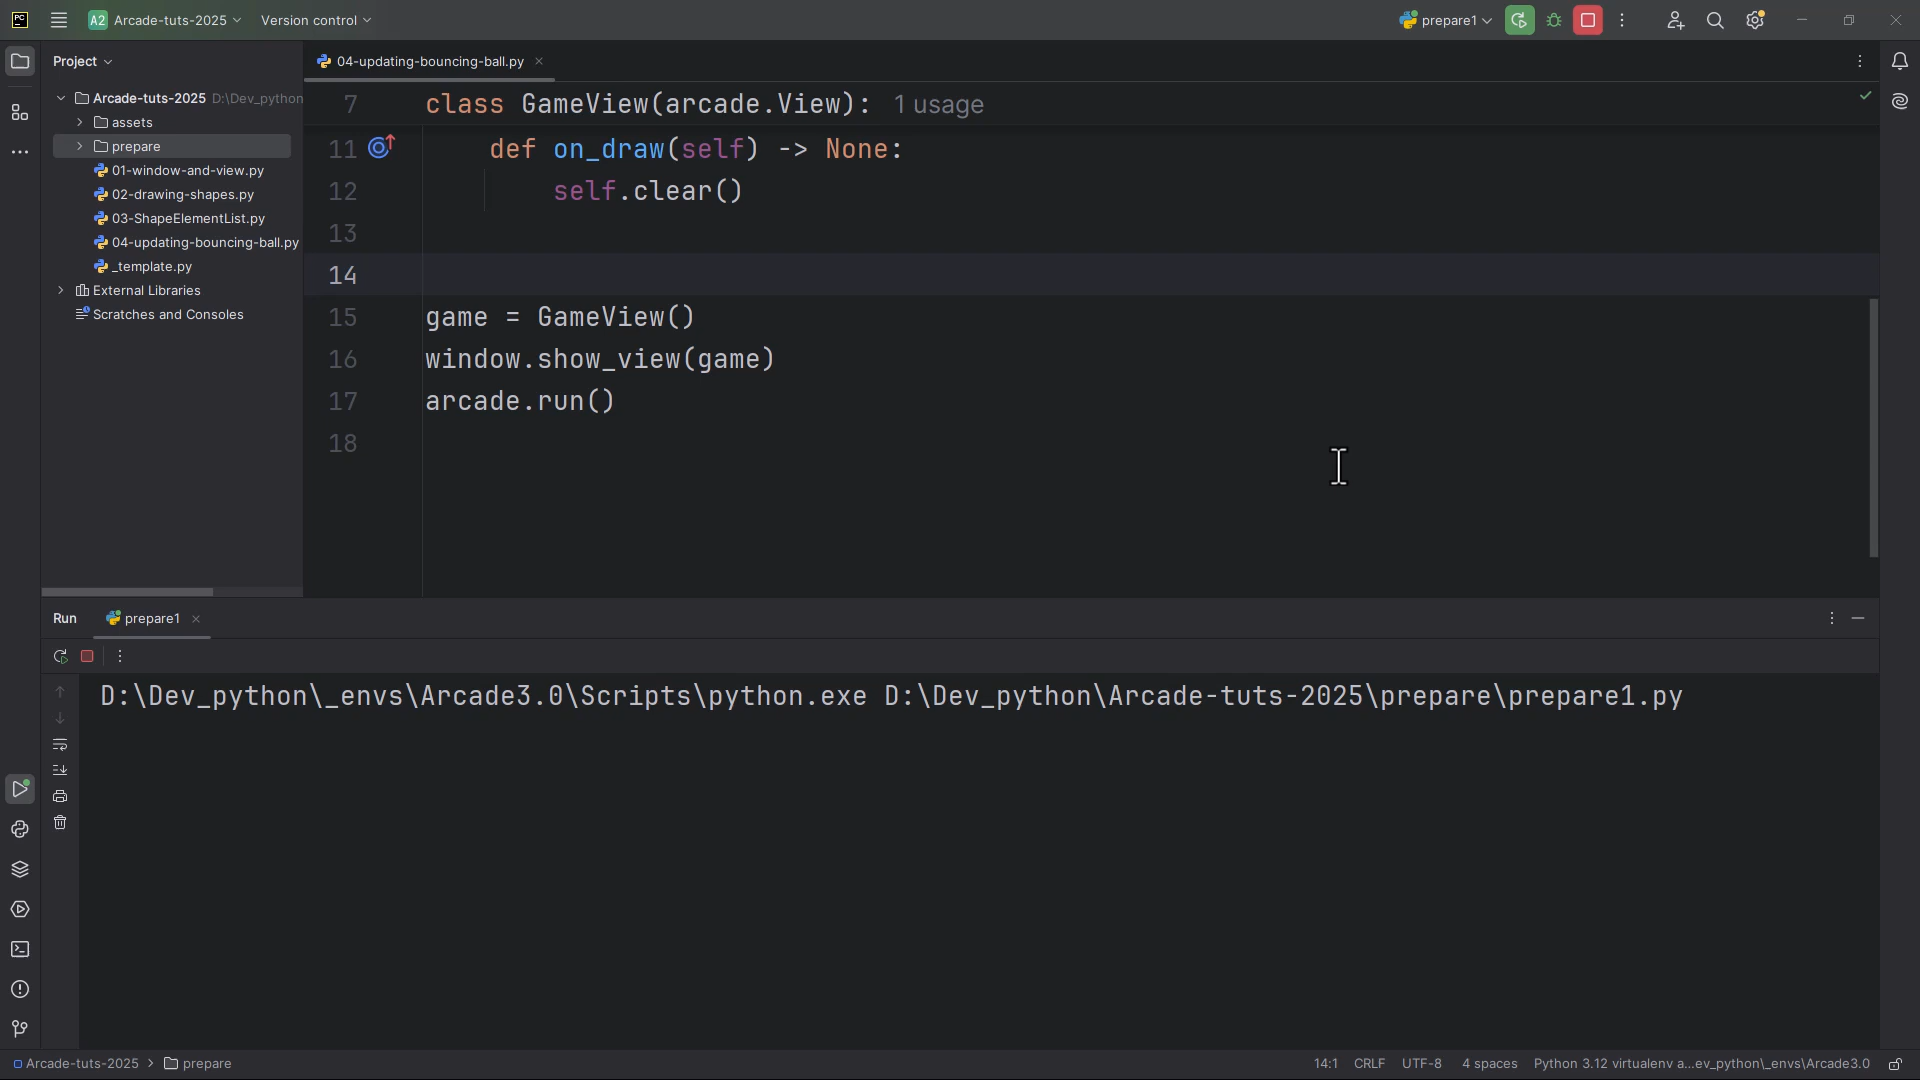 PC A2 Arcade-tuts-2025 Version control prepare1
Project
04-updating-bouncing-ball.py
Arcade-tuts-2025 D:\Dev_python
assets
prepare
01-window-and-view.py
02-drawing-shapes.py
03-ShapeElementList.py
04-updating-bouncing-ball.py
_template.py
External Libraries
Scratches and Consoles
7 class GameView(arcade.View): 1 usage
11 def on_draw(self) -> None:
12 self.clear()
13
14
15 game = GameView()
16 window.show_view(game)
17 arcade.run()
18
Run prepare1
D:\Dev_python\_envs\Arcade3.0\Scripts\python.exe D:\Dev_python\Arcade-tuts-2025\prepare\prepare1.py
Arcade-tuts-2025 prepare 14:1 CRLF UTF-8 4 spaces Python 3.12 virtualenv a...ev_python\_envs\Arcade3.0